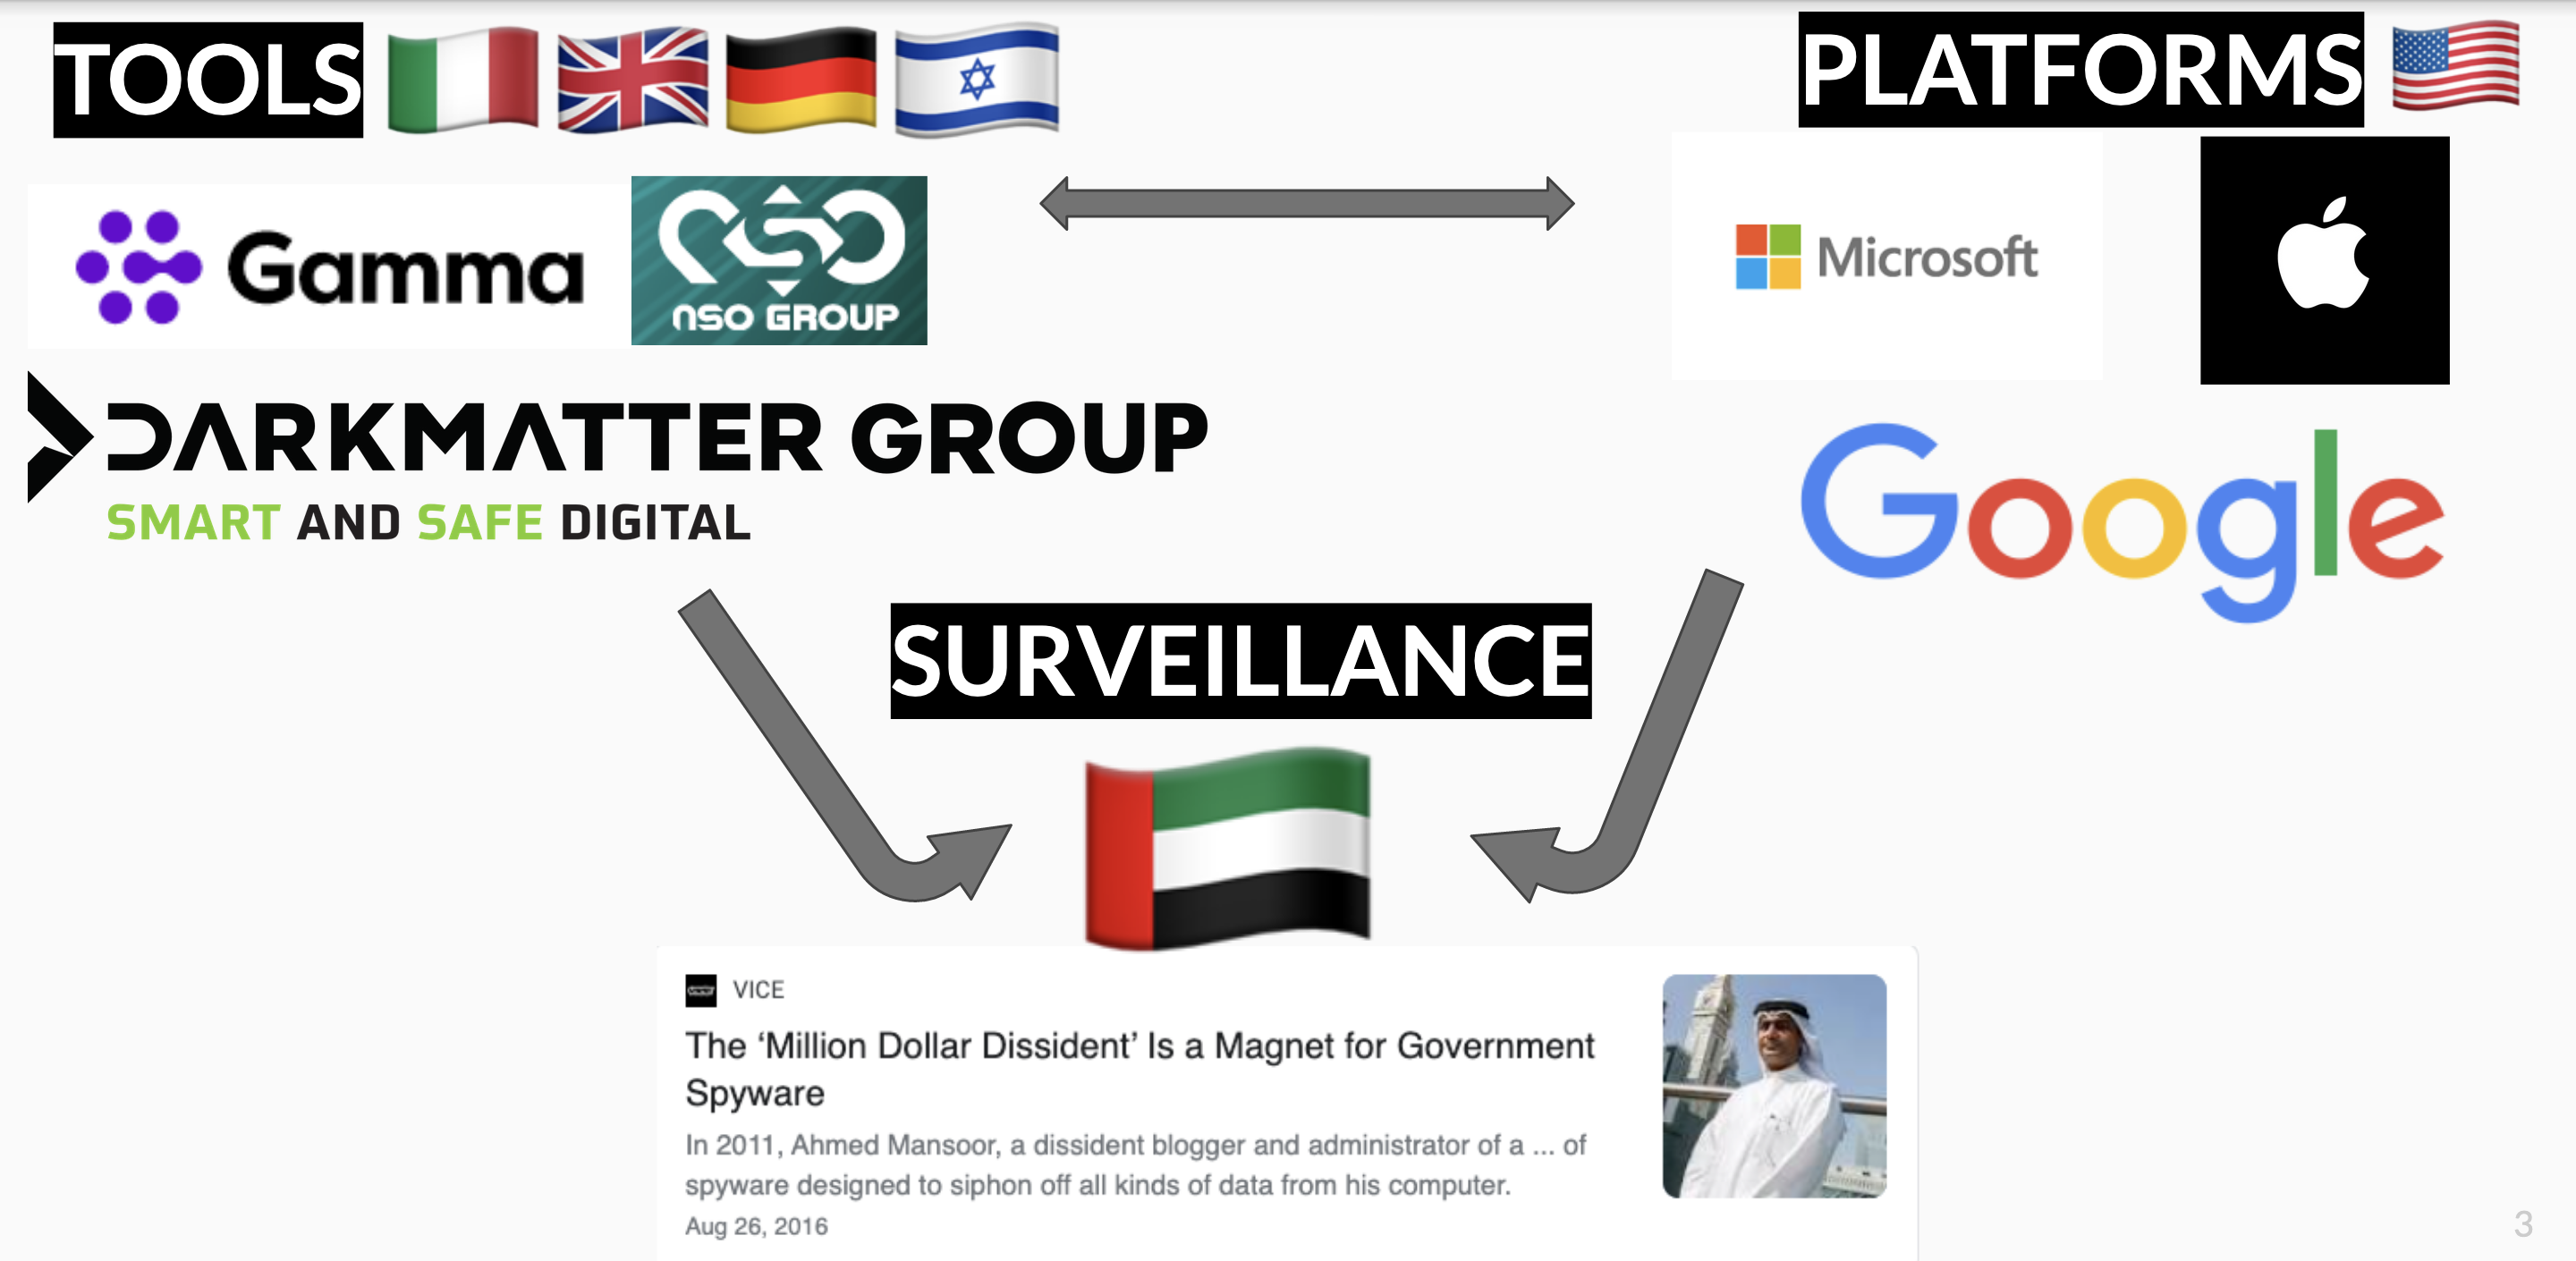 TOOLS
PLATFORMS
Gamma
NSO GROUP
Microsoft
DARKMATTER GROUP
SMART AND SAFE DIGITAL
Google
SURVEILLANCE
VICE
The ‘Million Dollar Dissident’ Is a Magnet for Government
Spyware
In 2011, Ahmed Mansoor, a dissident blogger and administrator of a ... of
spyware designed to siphon off all kinds of data from his computer.
Aug 26, 2016
3